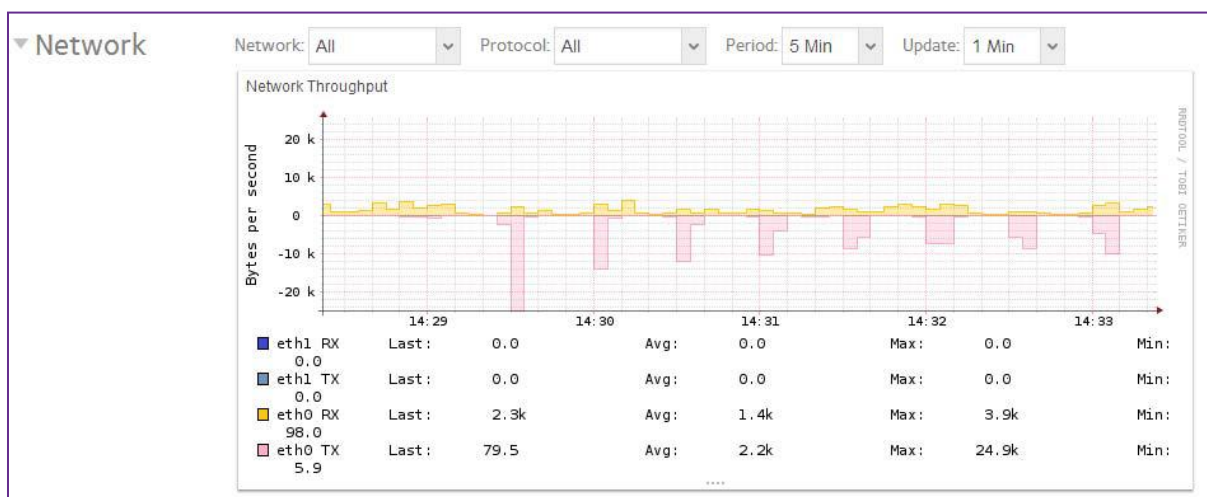 Network
Network: All Protocol: All Period: 5 Min Update: 1 Min
Network Throughput
RRDTOOL / TOBI OETIKER
Bytes per second
20 k
10 k
0
-10 k
-20 k
14:29 14:30 14:31 14:32 14:33
eth1 RX Last: 0.0 Avg: 0.0 Max: 0.0 Min:
0.0
eth1 TX Last: 0.0 Avg: 0.0 Max: 0.0 Min:
0.0
eth0 RX Last: 2.3k Avg: 1.4k Max: 3.9k Min:
98.0
eth0 TX Last: 79.5 Avg: 2.2k Max: 24.9k Min:
5.9